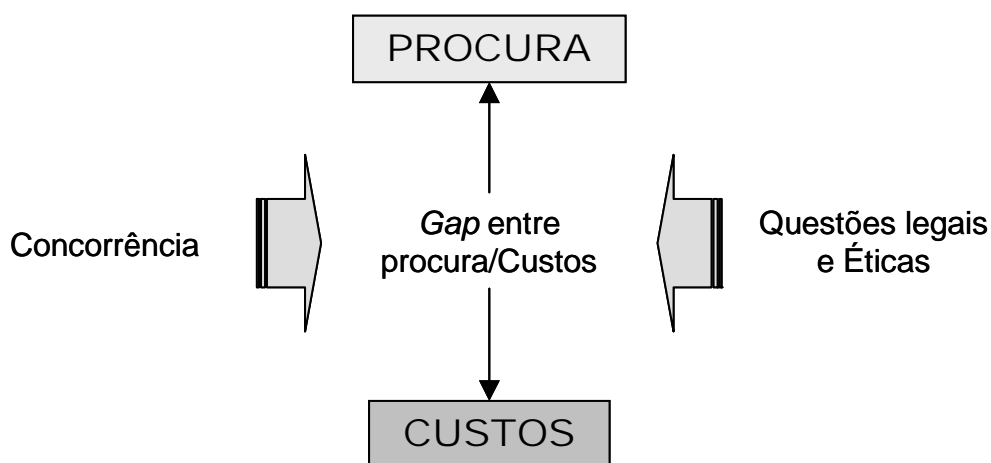 PROCURA
Concorrência
Gap entre
procura/Custos
Questões legais
e Éticas
CUSTOS